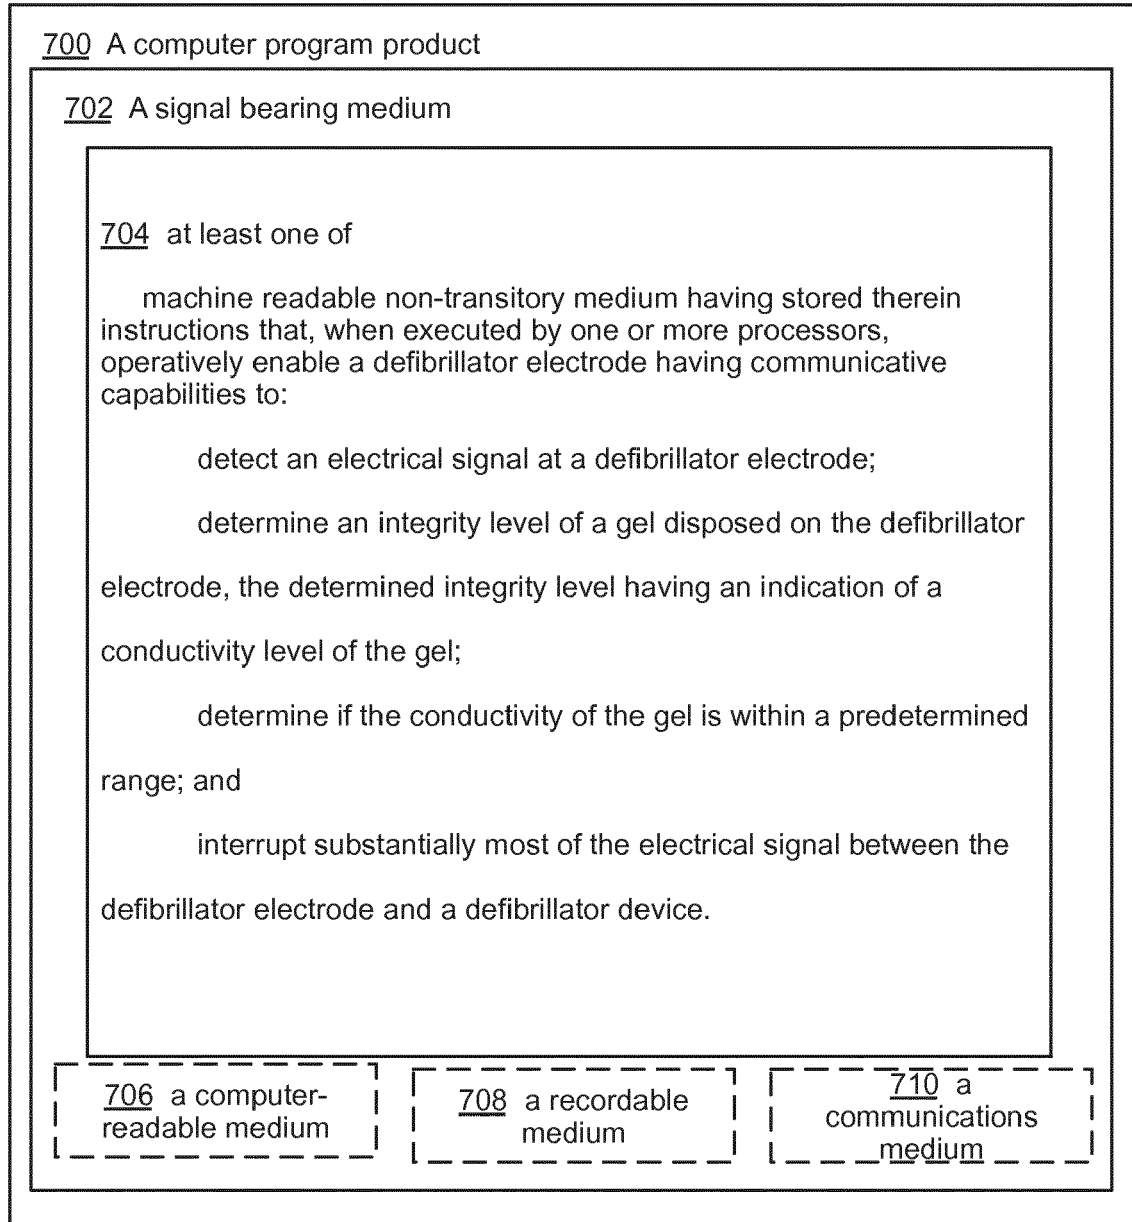 700 A computer program product
702 A signal bearing medium
704 at least one of
machine readable non-transitory medium having stored therein
instructions that, when executed by one or more processors,
operatively enable a defibrillator electrode having communicative
capabilities to:
detect an electrical signal at a defibrillator electrode;
determine an integrity level of a gel disposed on the defibrillator
electrode, the determined integrity level having an indication of a
conductivity level of the gel;
determine if the conductivity of the gel is within a predetermined
range; and
interrupt substantially most of the electrical signal between the
defibrillator electrode and a defibrillator device.
706 a computer-
readable medium
708 a recordable
medium
710 a
communications
medium